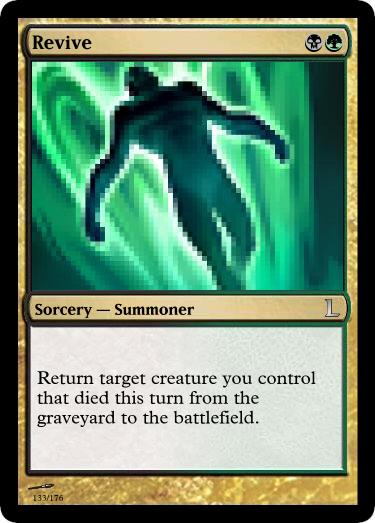 Revive
Sorcery — Summoner
L
Return target creature you control
that died this turn from the
graveyard to the battlefield.
133/176